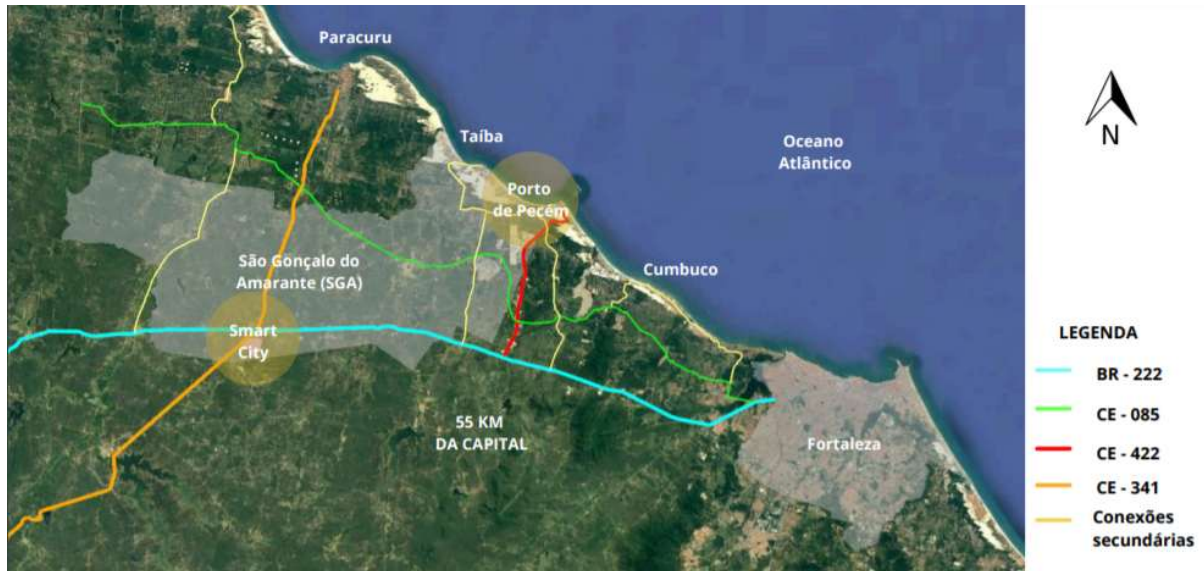 Paracuru
Taíba
Oceano
Atlântico
Porto
de Pecém
São Gonçalo do
Amarante (SGA)
Cumbuco
Smart
City
55 KM
DA CAPITAL
Fortaleza
N
LEGENDA
BR - 222
CE - 085
CE - 422
CE - 341
Conexões
secundárias